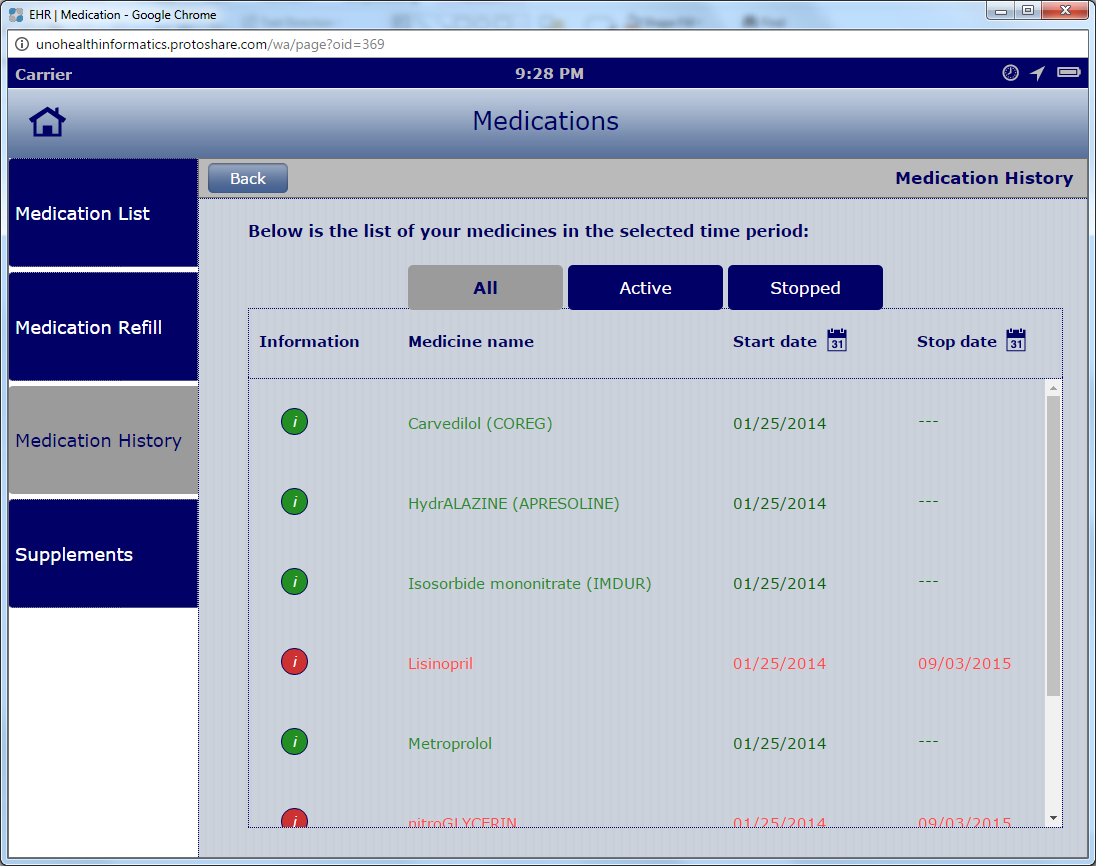 EHR | Medication - Google Chrome
unohealthinformatics.protoshare.com/wa/page?oid=369
Carrier 9:28 PM
Medications
Medication List
Medication Refill
Medication History
Supplements
Back Medication History
Below is the list of your medicines in the selected time period:
All Active Stopped
Information Medicine name Start date 31 Stop date 31
i Carvedilol (COREG) 01/25/2014 ---
i HydrALAZINE (APRESOLINE) 01/25/2014 ---
i Isosorbide mononitrate (IMDUR) 01/25/2014 ---
i Lisinopril 01/25/2014 09/03/2015
i Metroprolol 01/25/2014 ---
i nitroGLYCERIN 01/25/2014 09/03/2015